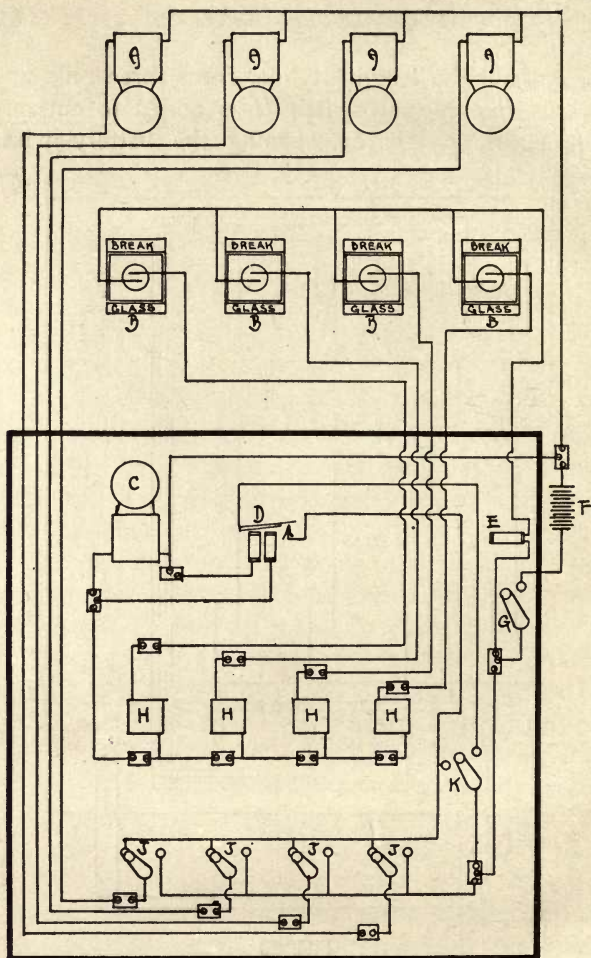 A A A A
BREAK BREAK BREAK BREAK
GLASS GLASS GLASS GLASS
B B B B
C
D
E
F
G
H H H H
K
J J J J